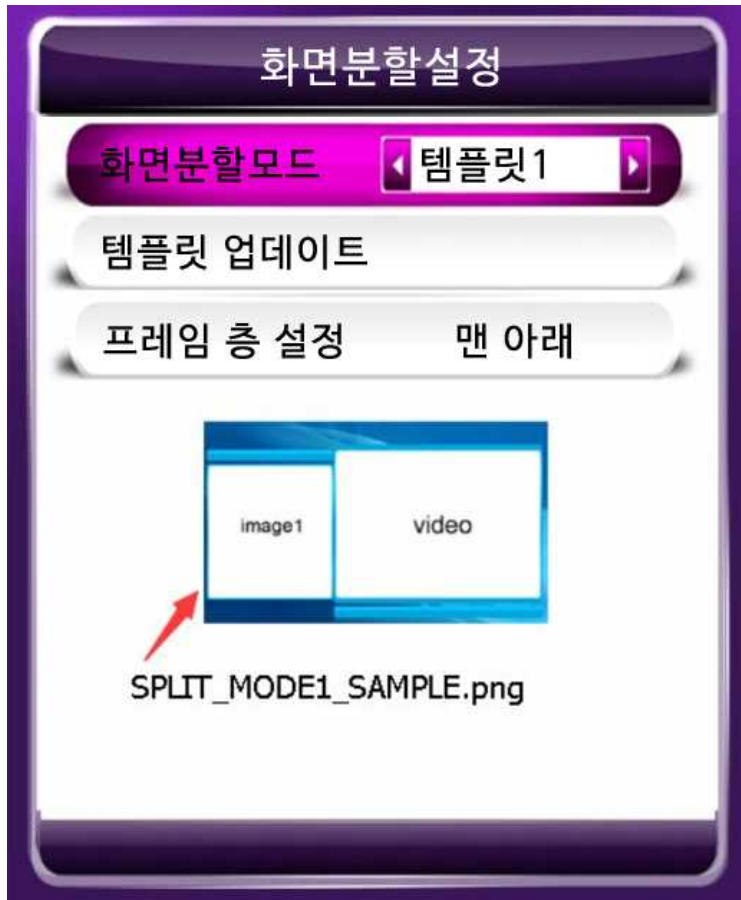 화면분할설정
화면분할모드 템플릿1
템플릿 업데이트
프레임 층 설정 맨 아래
image1 video
SPLIT_MODE1_SAMPLE.png